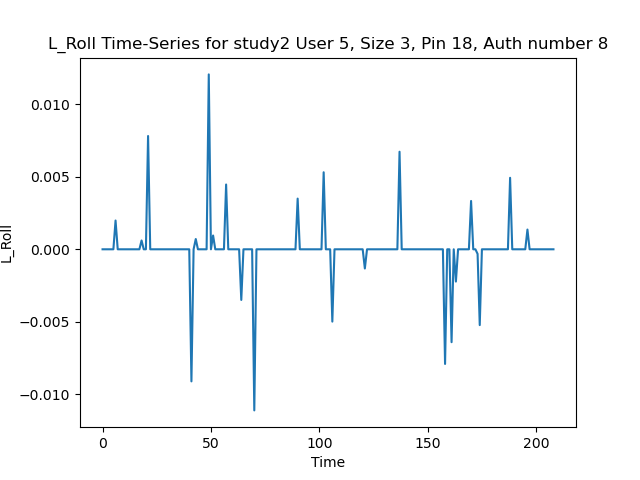 L_Roll Time-Series for study2 User 5, Size 3, Pin 18, Auth number 8
0.010
0.005
0.000
−0.005
−0.010
L_Roll
0 50 100 150 200
Time